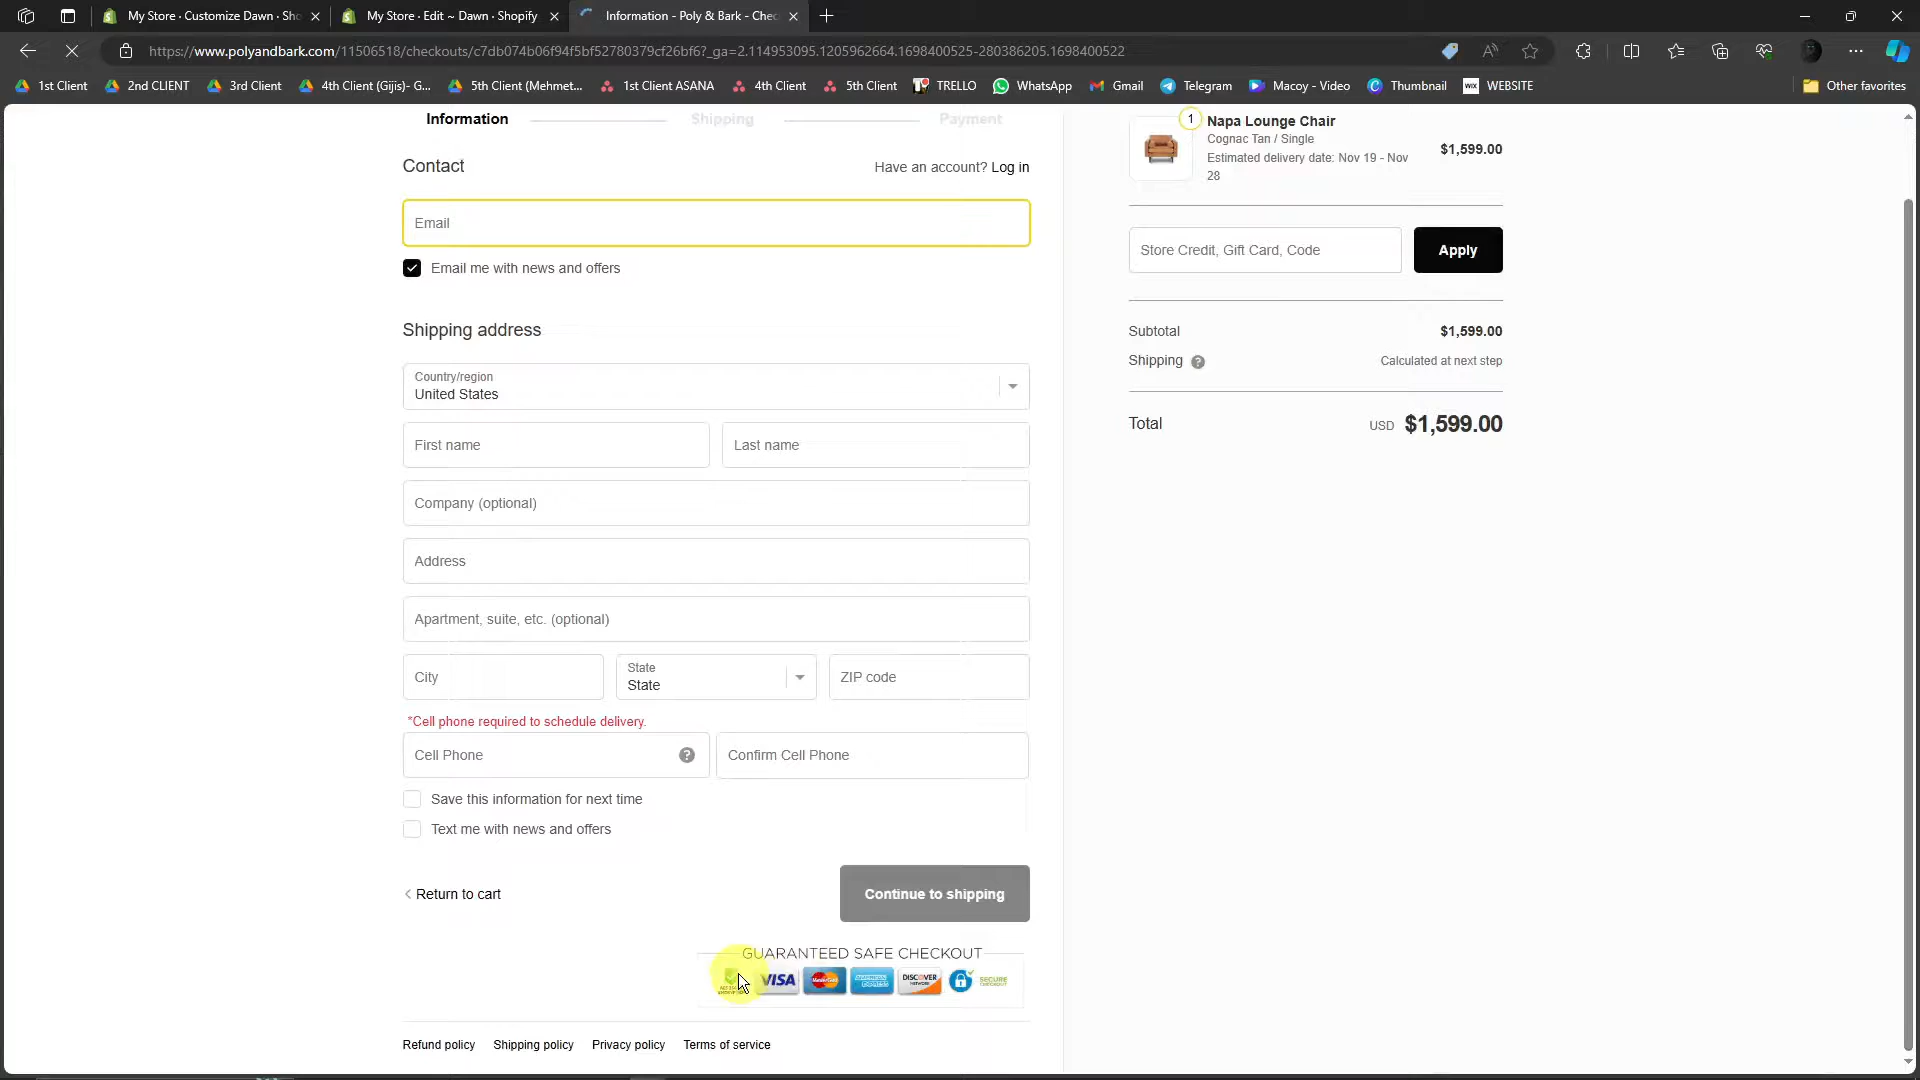 My Store · Customize Dawn · Sho
My Store · Edit ~ Dawn · Shopify
Information - Poly & Bark - Chec
https://www.polyandbark.com/11506518/checkouts/c7db074b06f94f5bf52780379cf26bf6?_ga=2.114953095.1205962664.1698400525-280386205.1698400522
1st Client
2nd CLIENT
3rd Client
4th Client (Gijis)- G...
5th Client (Mehmet...
1st Client ASANA
4th Client
5th Client
TRELLO
WhatsApp
Gmail
Telegram
Macoy - Video
Thumbnail
WIX WEBSITE
Other favorites
Information
Shipping
Payment
Contact
Have an account? Log in
Email
Email me with news and offers
Shipping address
Country/region
United States
First name
Last name
Company (optional)
Address
Apartment, suite, etc. (optional)
City
State
State
ZIP code
*Cell phone required to schedule delivery.
Cell Phone
?
Confirm Cell Phone
Save this information for next time
Text me with news and offers
Return to cart
Continue to shipping
GUARANTEED SAFE CHECKOUT
VISA
MasterCard
AMERICAN EXPRESS
DISCOVER
NETWORK
SECURE
Refund policy
Shipping policy
Privacy policy
Terms of service
1
Napa Lounge Chair
Cognac Tan / Single
Estimated delivery date: Nov 19 - Nov
28
$1,599.00
Store Credit, Gift Card, Code
Apply
Subtotal
$1,599.00
Shipping ?
Calculated at next step
Total
USD $1,599.00